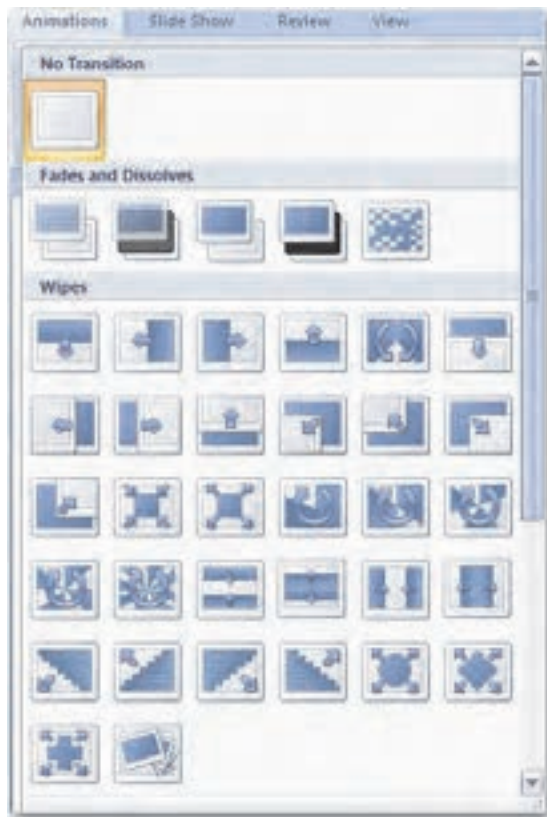 Animations Slide Show Review View
No Transition
Fades and Dissolves
Wipes